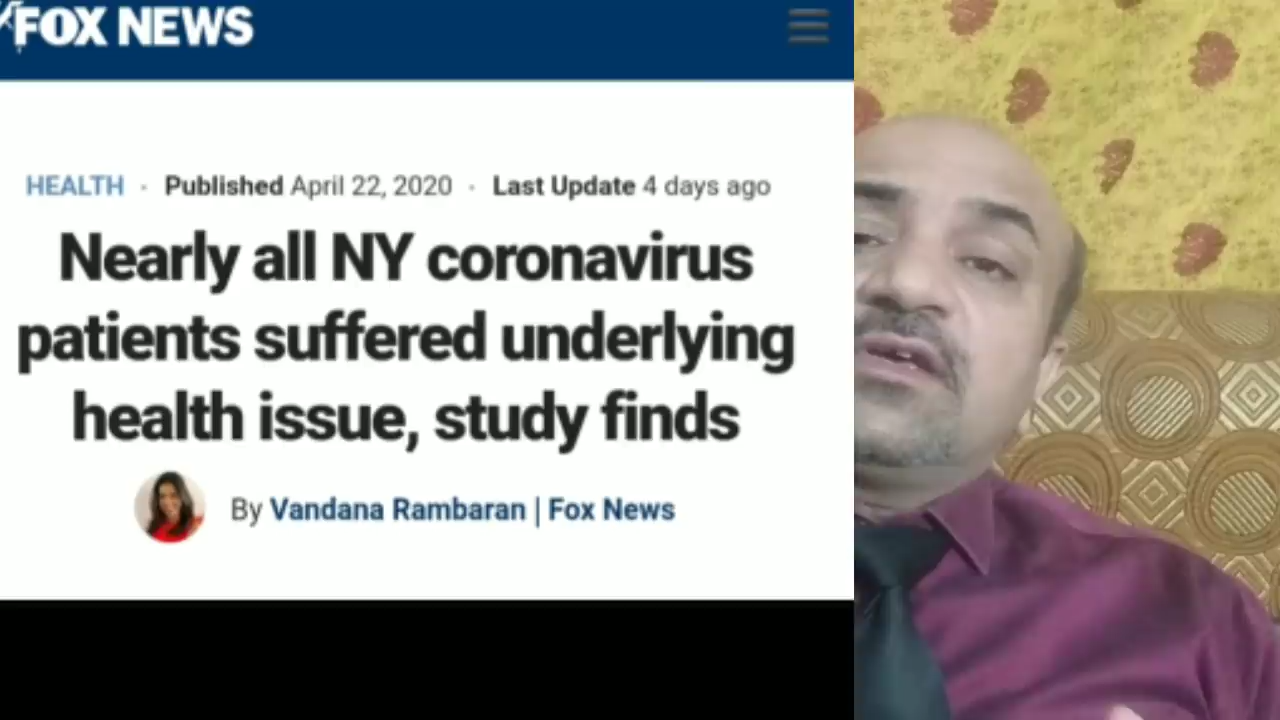 FOX NEWS
HEALTH · Published April 22, 2020 · Last Update 4 days ago
Nearly all NY coronavirus
patients suffered underlying
health issue, study finds
By Vandana Rambaran | Fox News